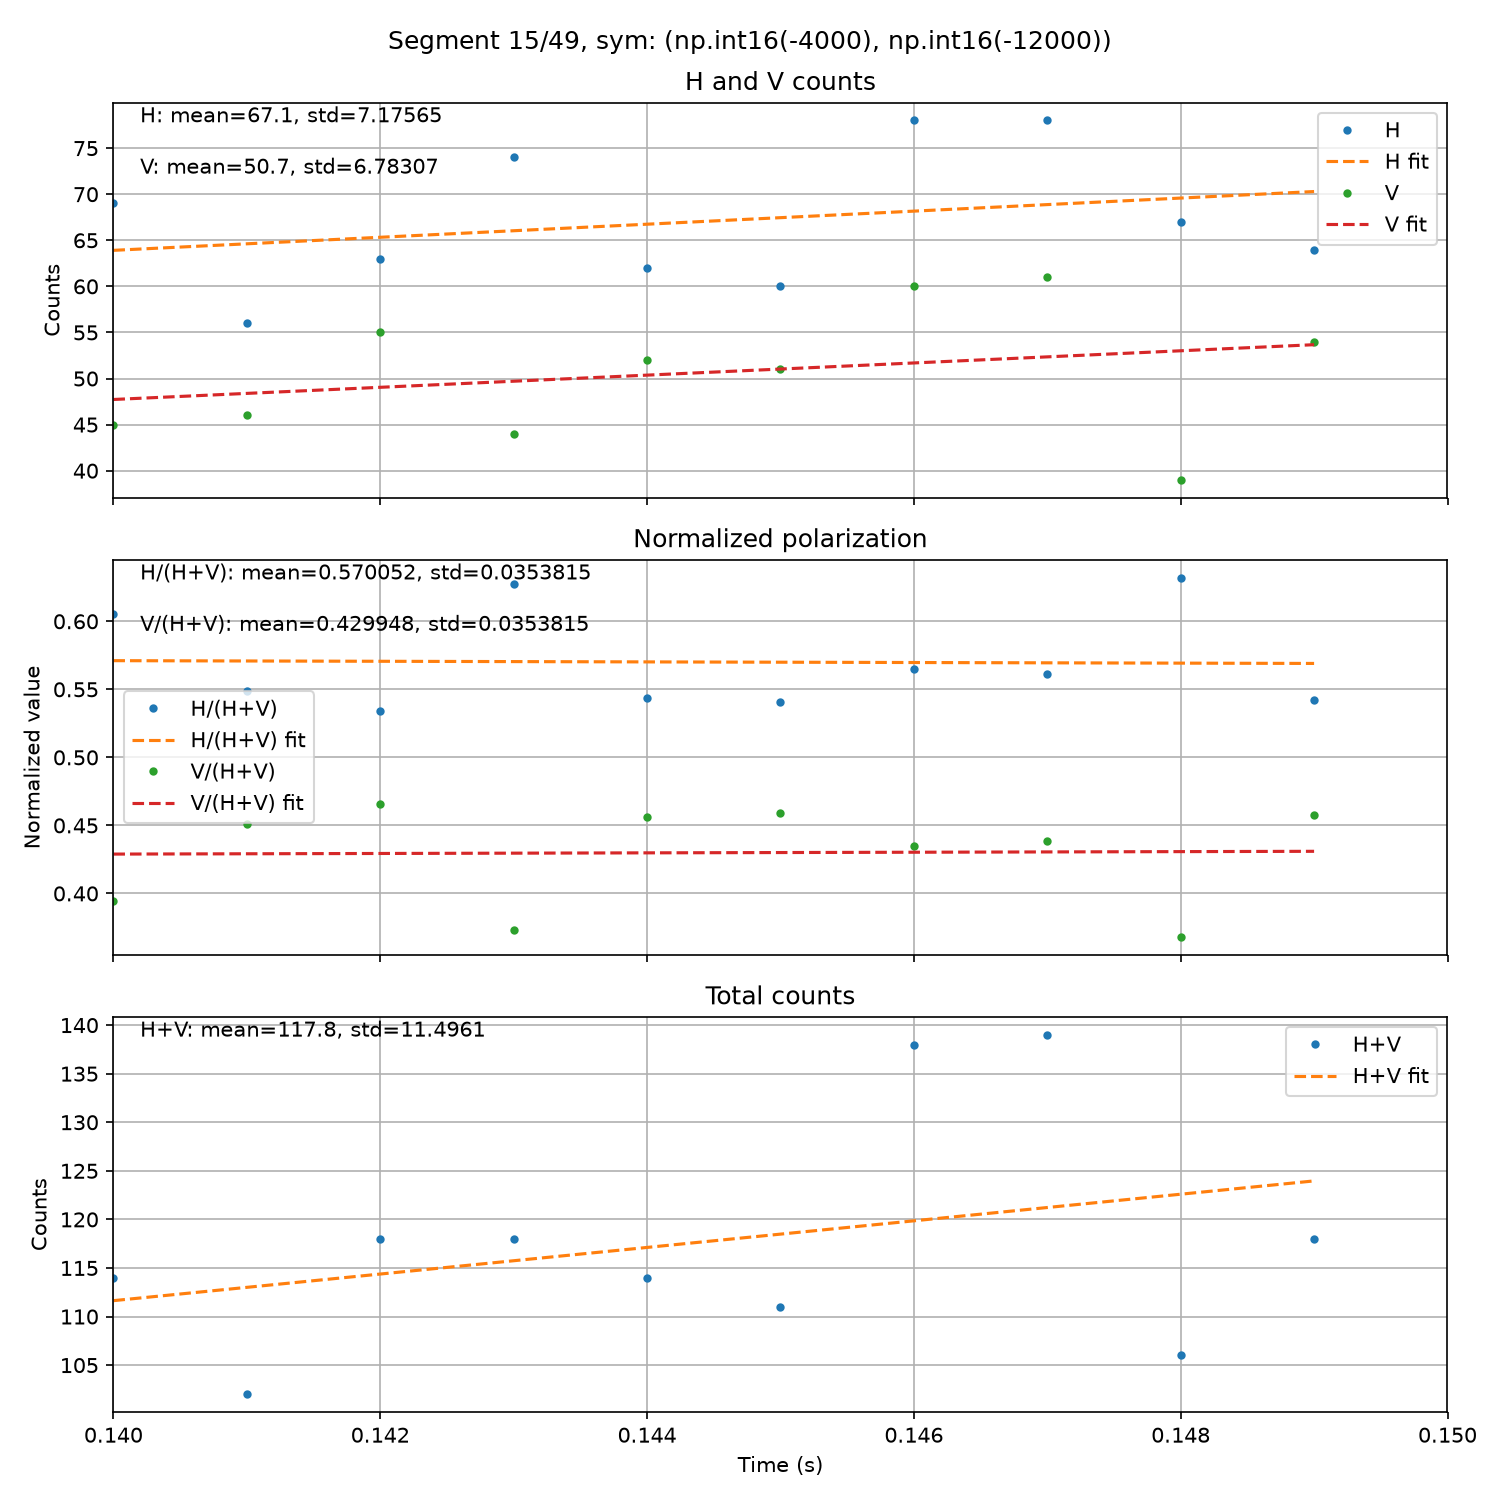 Segment 15/49, sym: (np.int16(-4000), np.int16(-12000))
H and V counts
H: mean=67.1, std=7.17565
V: mean=50.7, std=6.78307
H
H fit
V
V fit
75
70
65
60
55
50
45
40
Counts
Normalized polarization
H/(H+V): mean=0.570052, std=0.0353815
V/(H+V): mean=0.429948, std=0.0353815
H/(H+V)
H/(H+V) fit
V/(H+V)
V/(H+V) fit
0.60
0.55
0.50
0.45
0.40
Normalized value
Total counts
H+V: mean=117.8, std=11.4961
H+V
H+V fit
140
135
130
125
120
115
110
105
Counts
0.140 0.142 0.144 0.146 0.148 0.150
Time (s)